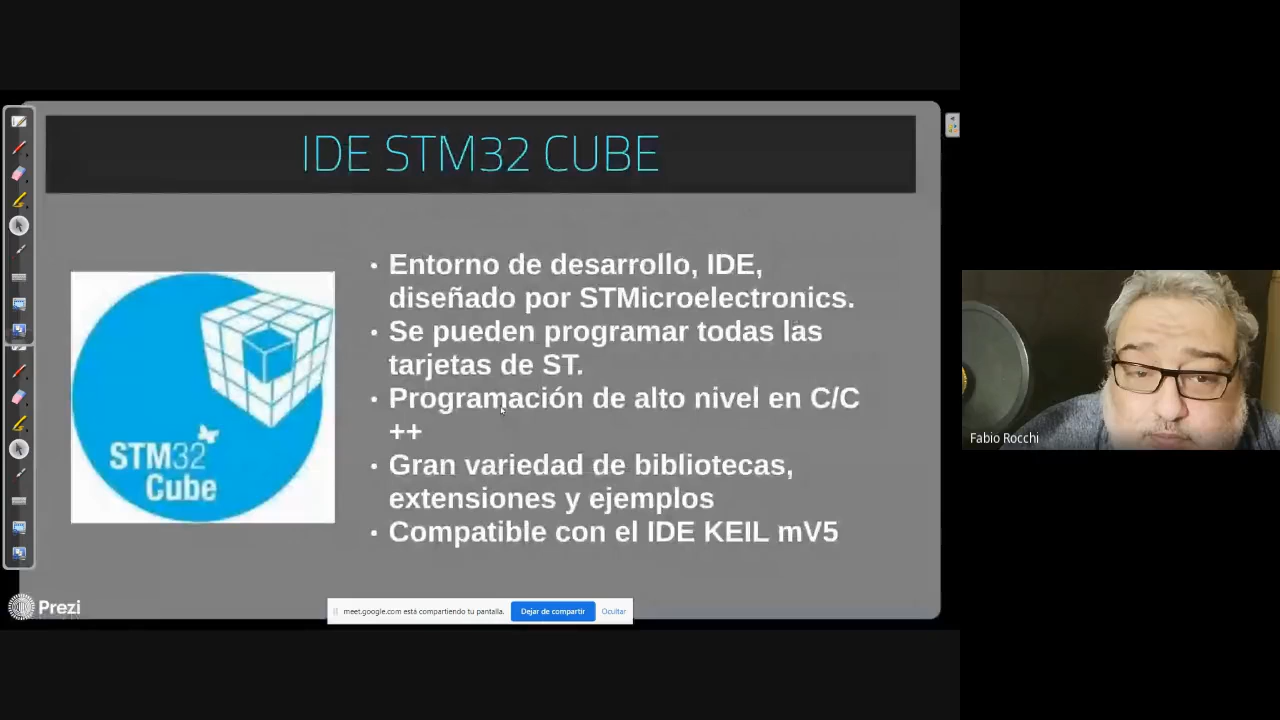 IDE STM32 CUBE
• Entorno de desarrollo, IDE,
diseñado por STMicroelectronics.
• Se pueden programar todas las
tarjetas de ST.
• Programación de alto nivel en C/C
++
• Gran variedad de bibliotecas,
extensiones y ejemplos
• Compatible con el IDE KEIL mV5
STM32
Cube
Prezi
meet.google.com está compartiendo tu pantalla.
Dejar de compartir
Ocultar
Fabio Rocchi